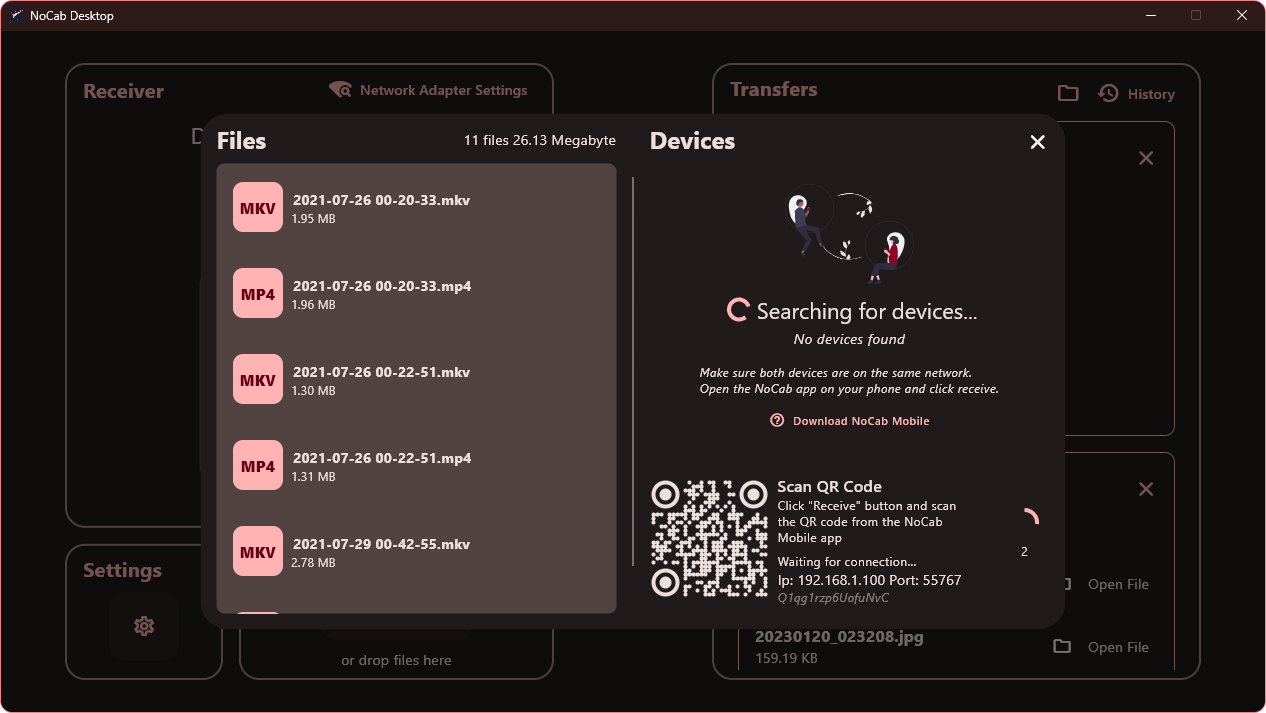 NoCab Desktop
Receiver
Network Adapter Settings
Transfers
History
D
Files
11 files 26.13 Megabyte
MKV
2021-07-26 00-20-33.mkv
1.95 MB
MP4
2021-07-26 00-20-33.mp4
1.96 MB
MKV
2021-07-26 00-22-51.mkv
1.30 MB
MP4
2021-07-26 00-22-51.mp4
1.31 MB
MKV
2021-07-29 00-42-55.mkv
2.78 MB
Devices
Searching for devices...
No devices found
Make sure both devices are on the same network.
Open the NoCab app on your phone and click receive.
Download NoCab Mobile
Scan QR Code
Click "Receive" button and scan
the QR code from the NoCab
Mobile app
2
Waiting for connection...
Ip: 192.168.1.100 Port: 55767
Q1qg1rzp6UofuNvC
Settings
or drop files here
Open File
20230120_023208.jpg
159.19 KB
Open File